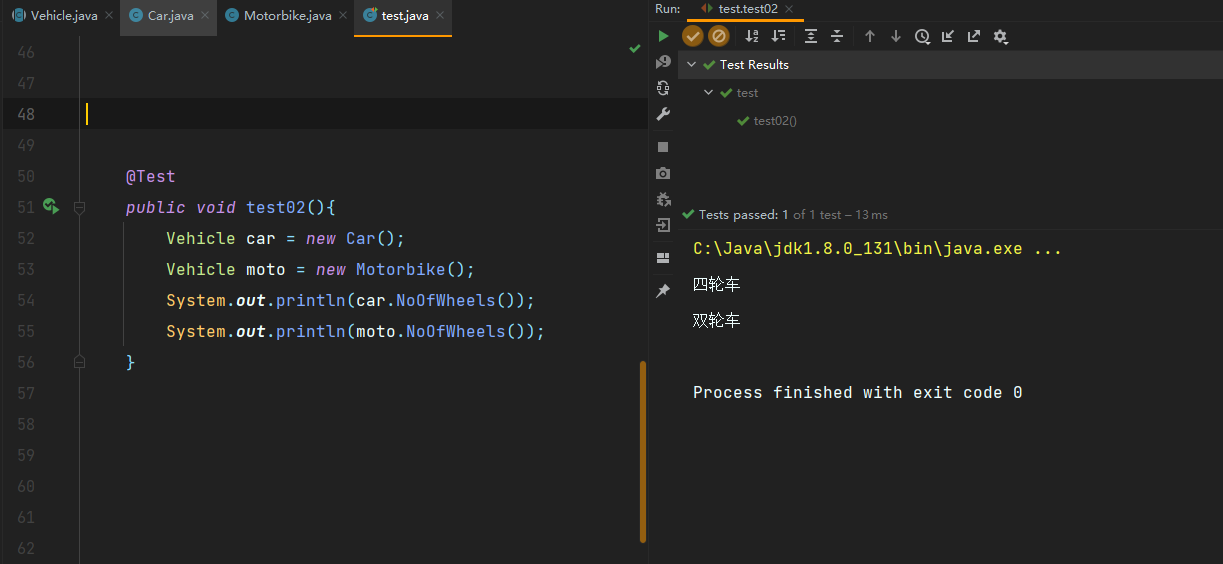 Vehicle.java Car.java Motorbike.java test.java
46
47
48
49
50 @Test
51 public void test02(){
52 Vehicle car = new Car();
53 Vehicle moto = new Motorbike();
54 System.out.println(car.NoOfWheels());
55 System.out.println(moto.NoOfWheels());
56 }
57
58
59
60
61
62
Run: test.test02
Test Results
test
test02()
Tests passed: 1 of 1 test – 13 ms
C:\Java\jdk1.8.0_131\bin\java.exe ...
四轮车
双轮车
Process finished with exit code 0